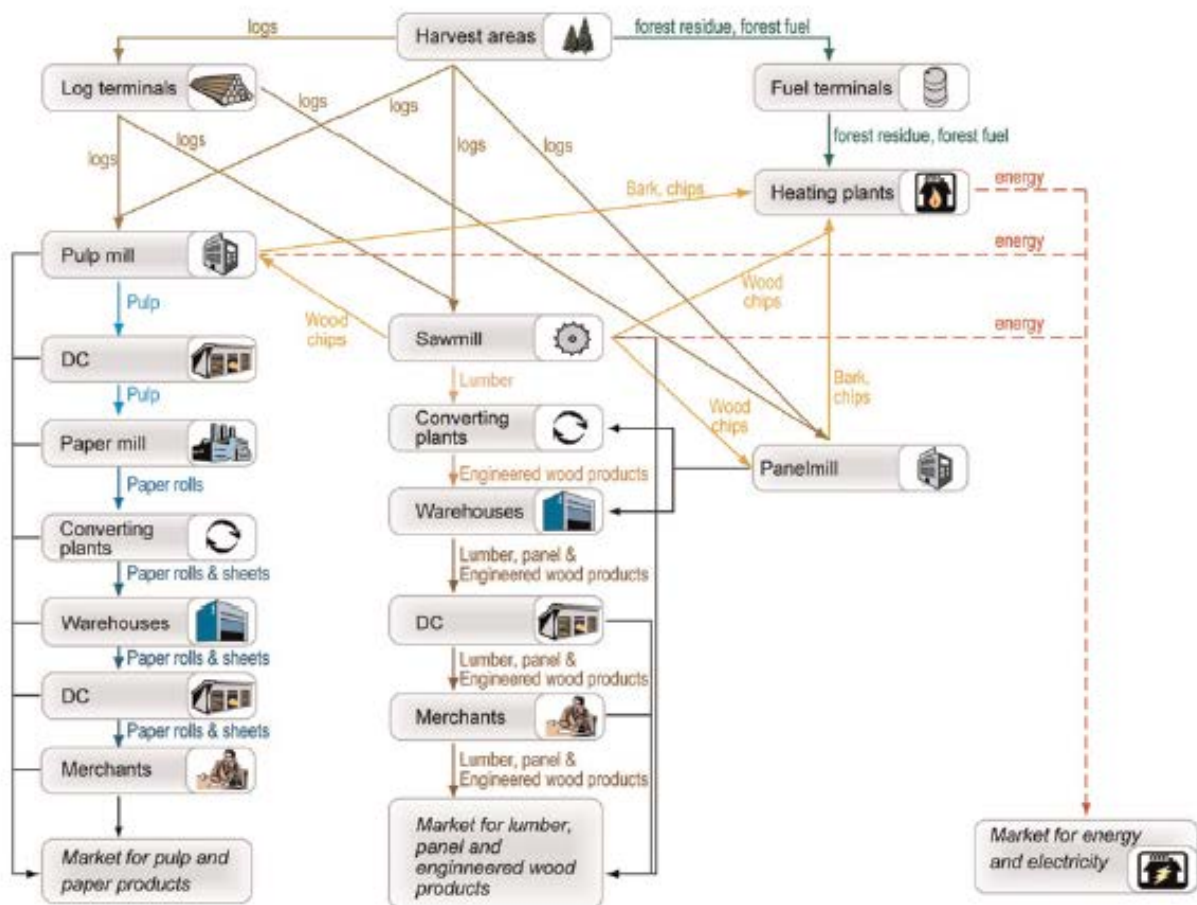 logs
Harvest areas
forest residue, forest fuel
Log terminals
Fuel terminals
logs
logs
logs
logs
logs
logs
forest residue, forest fuel
Bark, chips
Heating plants
energy
Pulp mill
energy
Pulp
Wood
chips
Wood
chips
Sawmill
energy
DC
Lumber
Pulp
Bark,
chips
Converting
plants
Wood
chips
Paper mill
Panelmill
Paper rolls
Engineered wood products
Warehouses
Converting
plants
Lumber, panel &
Engineered wood products
Paper rolls & sheets
Warehouses
DC
Paper rolls & sheets
Lumber, panel &
Engineered wood products
DC
Merchants
Paper rolls & sheets
Merchants
Lumber, panel &
Engineered wood products
Market for pulp and
paper products
Market for lumber,
panel and
enginneered wood
products
Market for energy
and electricity